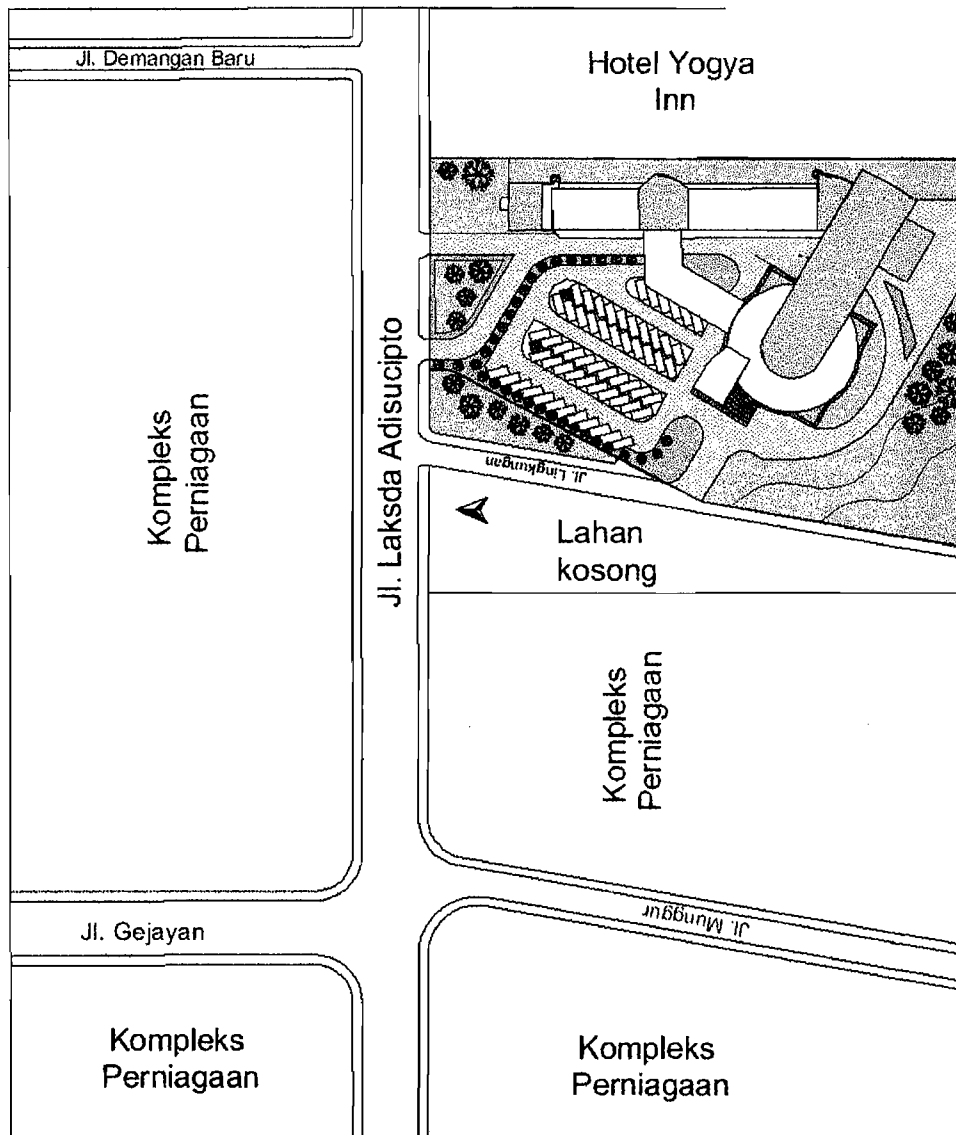 Jl. Demangan Baru
Hotel Yogya
Inn
Kompleks
Perniagaan
Jl. Laksda Adisucipto
Jl. Lingkungan
Lahan
kosong
Kompleks
Perniagaan
Jl. Munggur
Jl. Gejayan
Kompleks
Perniagaan
Kompleks
Perniagaan